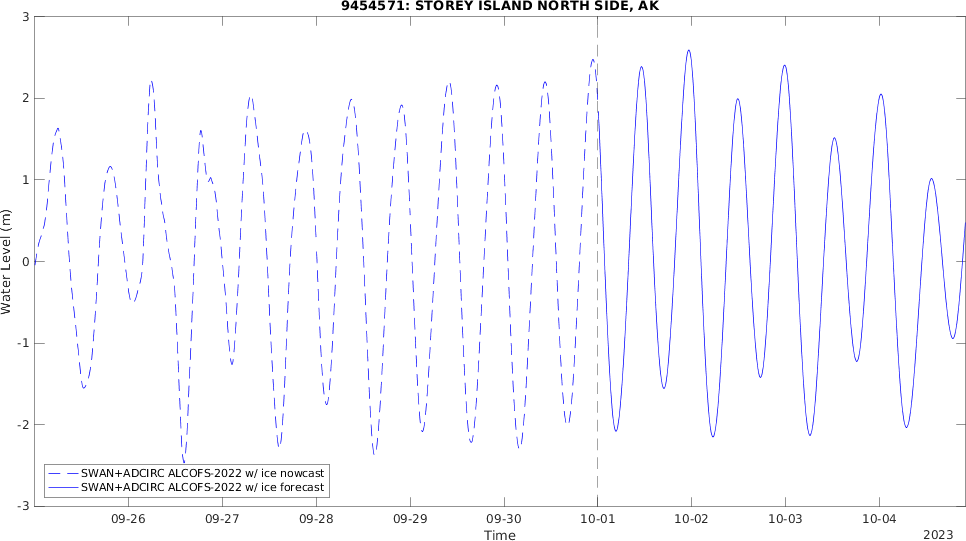 9454571: STOREY ISLAND NORTH SIDE, AK
3
2
1
0
-1
-2
-3
Water Level (m)
SWAN+ADCIRC ALCOFS-2022 w/ ice nowcast
SWAN+ADCIRC ALCOFS-2022 w/ ice forecast
09-26 09-27 09-28 09-29 09-30 10-01 10-02 10-03 10-04
Time
2023